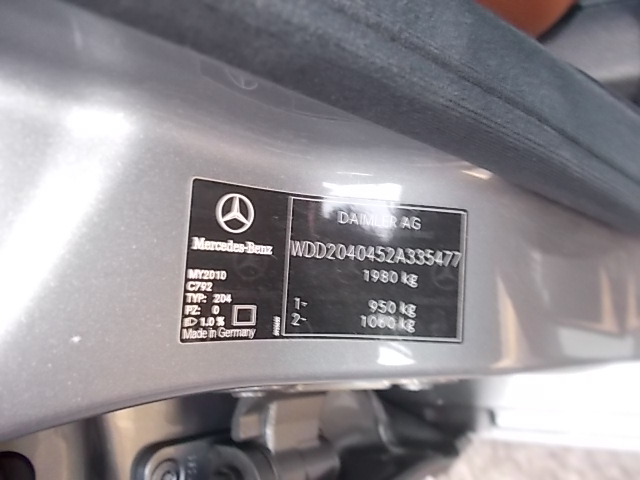 Mercedes-Benz
MY2010
C792
TYP: 204
PZ: 0
1.0 %
Made in Germany
DAIMLER AG
WDD2040452A335477
1980 kg
1- 950 kg
2- 1060 kg